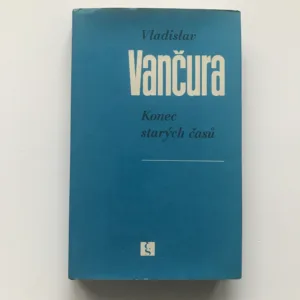 Vladislav
Vančura
Konec
starých časů